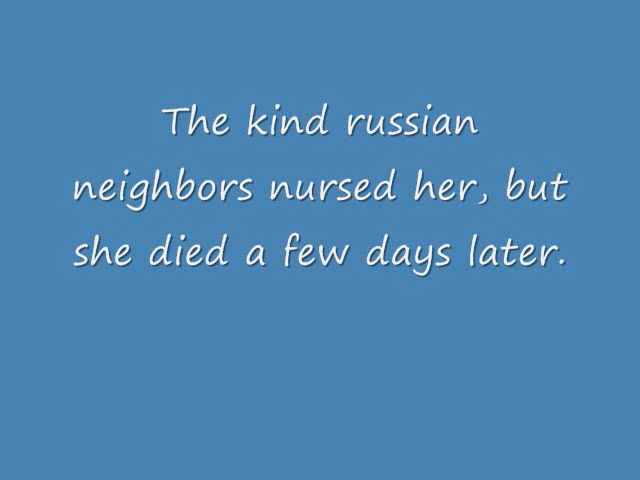 The kind russian
neighbors nursed her, but
she died a few days later.